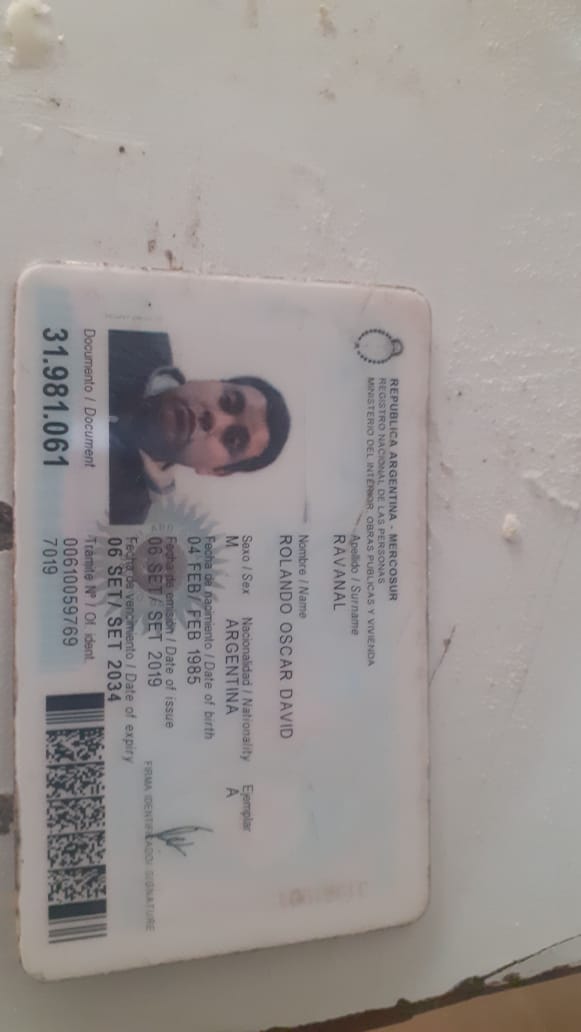 REPÚBLICA ARGENTINA - MERCOSUR
REGISTRO NACIONAL DE LAS PERSONAS
MINISTERIO DEL INTERIOR, OBRAS PÚBLICAS Y VIVIENDA
Apellido / Surname
RAVANAL
Nombre / Name
ROLANDO OSCAR DAVID
Sexo / Sex Nacionalidad / Nationality Ejemplar
M ARGENTINA A
Fecha de nacimiento / Date of birth
04 FEB/ FEB 1985
Fecha de emisión / Date of issue
06 SET/ SET 2019
Fecha de vencimiento / Date of expiry
06 SET/ SET 2034
FIRMA IDENTIFICADO/ SIGNATURE
Documento / Document
31.981.061
Trámite Nº / Of. ident.
00610059769
7019